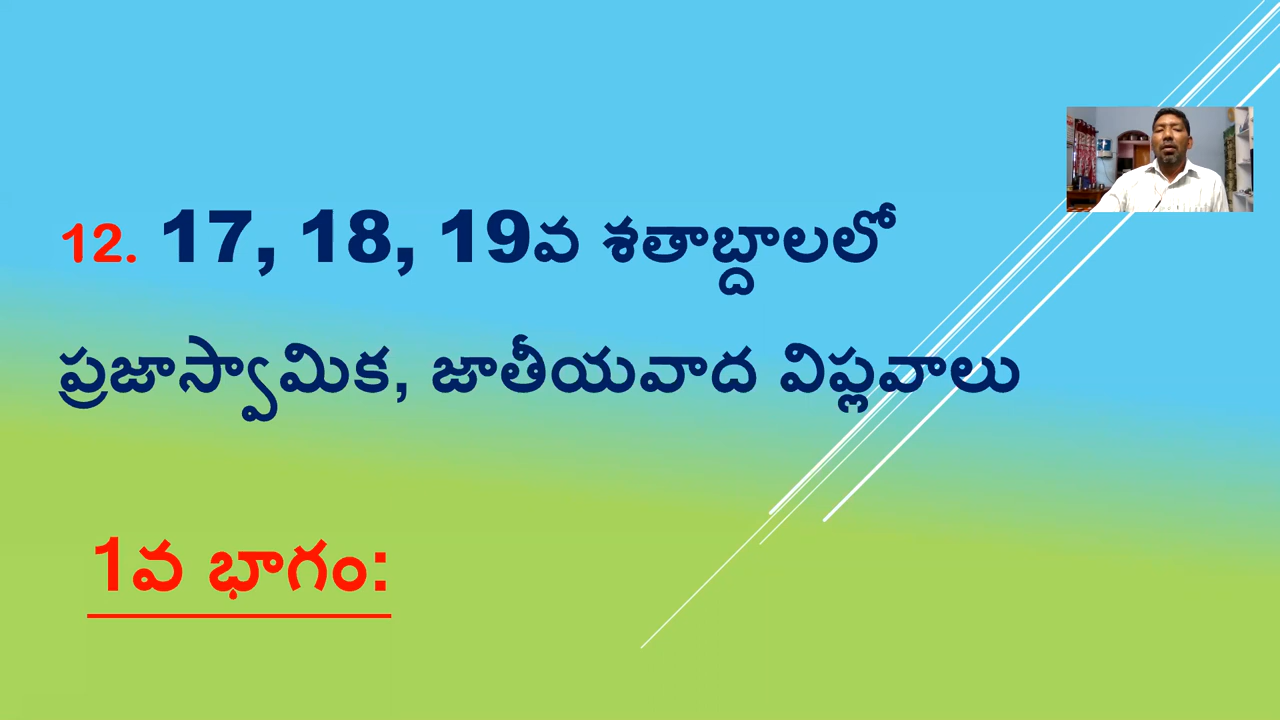 12. 17, 18, 19వ శతాబ్దాలలో
ప్రజాస్వామిక, జాతీయవాద విప్లవాలు
1వ భాగం: